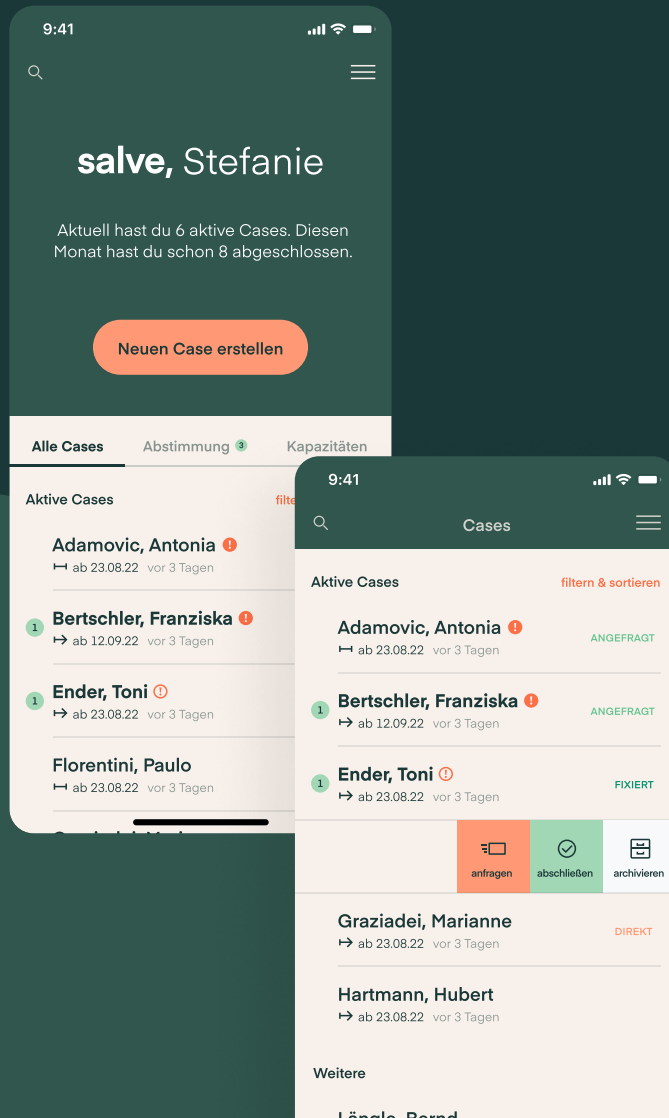 9:41
salve, Stefanie
Aktuell hast du 6 aktive Cases. Diesen
Monat hast du schon 8 abgeschlossen.
Neuen Case erstellen
Alle Cases
Abstimmung 3
Kapazitäten
Aktive Cases
Adamovic, Antonia
ab 23.08.22 vor 3 Tagen
1
Bertschler, Franziska
ab 12.09.22 vor 3 Tagen
1
Ender, Toni
ab 23.08.22 vor 3 Tagen
Florentini, Paulo
ab 23.08.22 vor 3 Tagen
9:41
Cases
Aktive Cases
filtern & sortieren
Adamovic, Antonia
ab 23.08.22 vor 3 Tagen
ANGEFRAGT
1
Bertschler, Franziska
ab 12.09.22 vor 3 Tagen
ANGEFRAGT
1
Ender, Toni
ab 23.08.22 vor 3 Tagen
FIXIERT
anfragen
abschließen
archivieren
Graziadei, Marianne
ab 23.08.22 vor 3 Tagen
DIREKT
Hartmann, Hubert
ab 23.08.22 vor 3 Tagen
Weitere